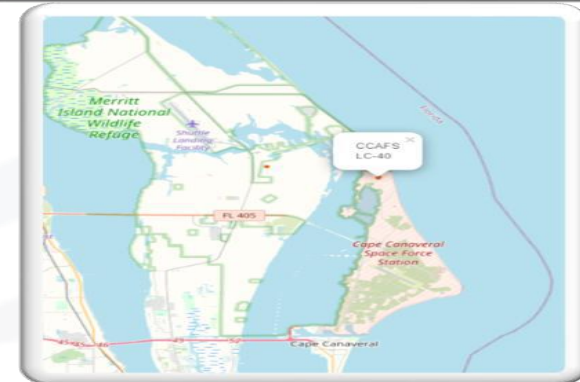 Merritt
Island National
Wildlife
Refuge
Shuttle
Landing
Facility
Florida
CCAFS
LC-40
×
FL 405
Cape Canaveral
Space Force
Station
Cape Canaveral